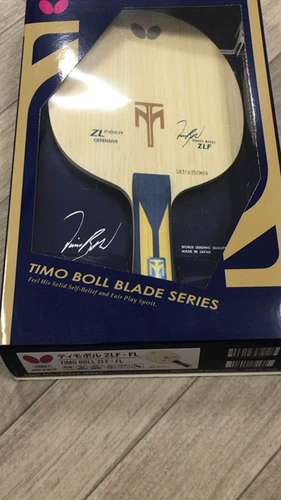 ZL FIBER
OFFENSIVE
TIMO BOLL
ZLF
WORLD LEADING QUALITY
MADE IN JAPAN
TIMO BOLL BLADE SERIES
Feel His Solid Self-Belief and Fair Play Spirit.
ティモボル ZLF - FL
TIMO BOLL ZLF - FL